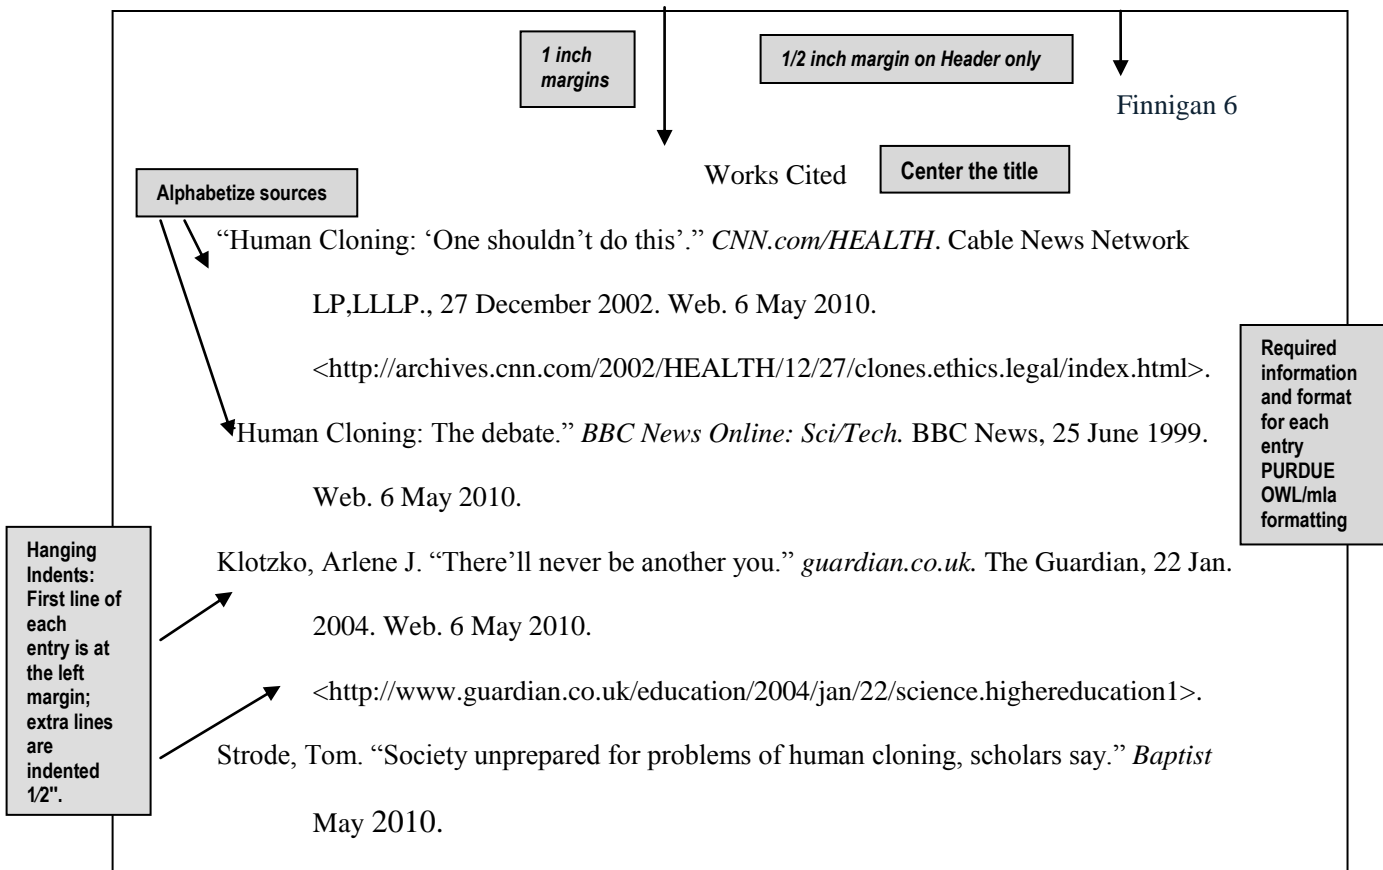 1 inch
margins
1/2 inch margin on Header only
Finnigan 6
Works Cited
Center the title
Alphabetize sources
“Human Cloning: ‘One shouldn’t do this’.” CNN.com/HEALTH. Cable News Network
LP,LLLP., 27 December 2002. Web. 6 May 2010.
<http://archives.cnn.com/2002/HEALTH/12/27/clones.ethics.legal/index.html>.
“Human Cloning: The debate.” BBC News Online: Sci/Tech. BBC News, 25 June 1999.
Web. 6 May 2010.
Required
information
and format
for each
entry
PURDUE
OWL/mla
formatting
Hanging
Indents:
First line of
each
entry is at
the left
margin;
extra lines
are
indented
1/2".
Klotzko, Arlene J. “There’ll never be another you.” guardian.co.uk. The Guardian, 22 Jan.
2004. Web. 6 May 2010.
<http://www.guardian.co.uk/education/2004/jan/22/science.highereducation1>.
Strode, Tom. “Society unprepared for problems of human cloning, scholars say.” Baptist
May 2010.